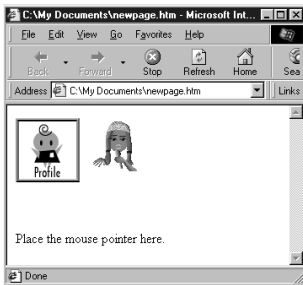 C:\My Documents\newpage.htm - Microsoft Int...
File Edit View Go Favorites Help
Back Forward Stop Refresh Home Sea
Address C:\My Documents\newpage.htm Links
Profile
Place the mouse pointer here.
Done